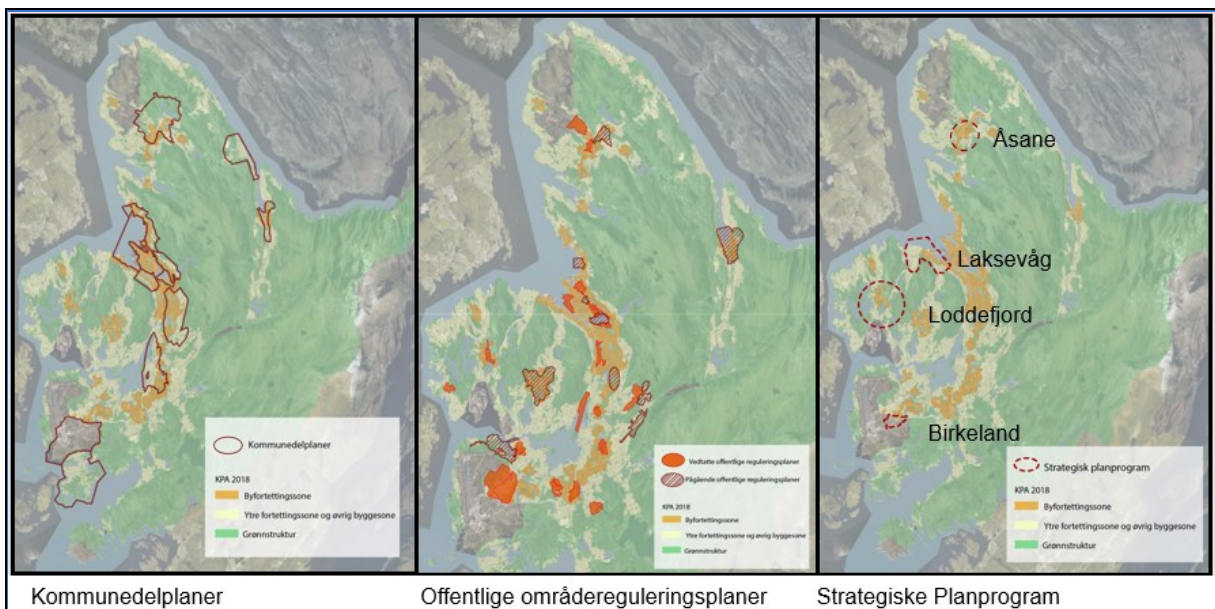 Kommunedelplaner
KPA 2018
Byfortettingssone
Ytre fortettingssone og øvrig byggesone
Grønnstruktur
Kommunedelplaner
Vedtatte offentlige reguleringsplaner
Pågående offentlige reguleringsplaner
KPA 2018
Byfortettingssone
Ytre fortettingssone og øvrig byggesone
Grønnstruktur
Offentlige områdereguleringsplaner
Åsane
Laksevåg
Loddefjord
Birkeland
Strategisk planprogram
KPA 2018
Byfortettingssone
Ytre fortettingssone og øvrig byggesone
Grønnstruktur
Strategiske Planprogram